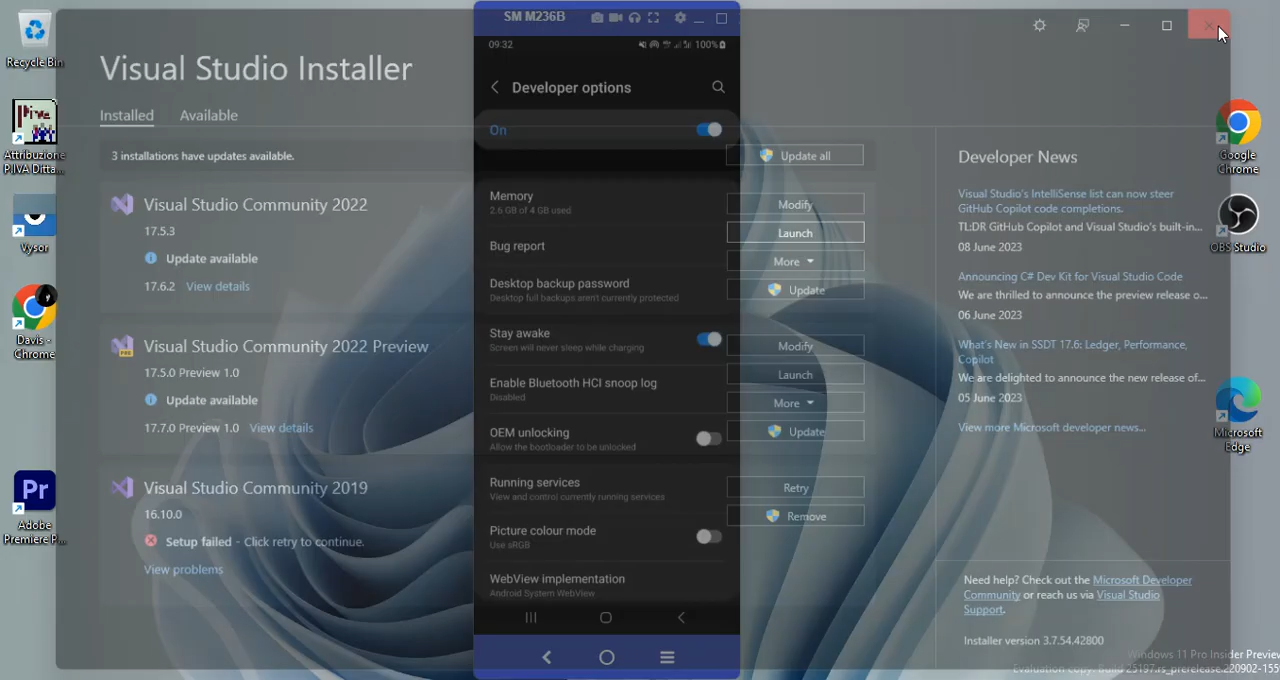 Recycle Bin
Attribuzione
P.IVA Ditta...
Vysor
Davis -
Chrome
Pr
Adobe
Premiere P...
Visual Studio Installer
Installed
Available
3 installations have updates available.
Update all
Visual Studio Community 2022
17.5.3
Update available
17.6.2 View details
Modify
Launch
More
Update
Visual Studio Community 2022 Preview
17.5.0 Preview 1.0
Update available
17.7.0 Preview 1.0 View details
Modify
Launch
More
Update
Visual Studio Community 2019
16.10.0
Setup failed - Click retry to continue.
View problems
Retry
Remove
SM M236B
09:32
100%
Developer options
On
Memory
2.6 GB of 4 GB used
Bug report
Desktop backup password
Desktop full backups aren't currently protected
Stay awake
Screen will never sleep while charging
Enable Bluetooth HCI snoop log
Disabled
OEM unlocking
Allow the bootloader to be unlocked
Running services
View and control currently running services
Picture colour mode
Use sRGB
WebView implementation
Android System WebView
Developer News
Visual Studio's IntelliSense list can now steer
GitHub Copilot code completions.
TL:DR GitHub Copilot and Visual Studio's built-in...
08 June 2023
Announcing C# Dev Kit for Visual Studio Code
We are thrilled to announce the preview release o...
06 June 2023
What's New in SSDT 17.6: Ledger, Performance,
Copilot
We are delighted to announce the new release of...
05 June 2023
View more Microsoft developer news...
Need help? Check out the Microsoft Developer
Community or reach us via Visual Studio
Support.
Installer version 3.7.54.42800
Google
Chrome
OBS Studio
Microsoft
Edge
Windows 11 Pro Insider Preview
Evaluation copy. Build 25197.rs_prerelease.220902-155